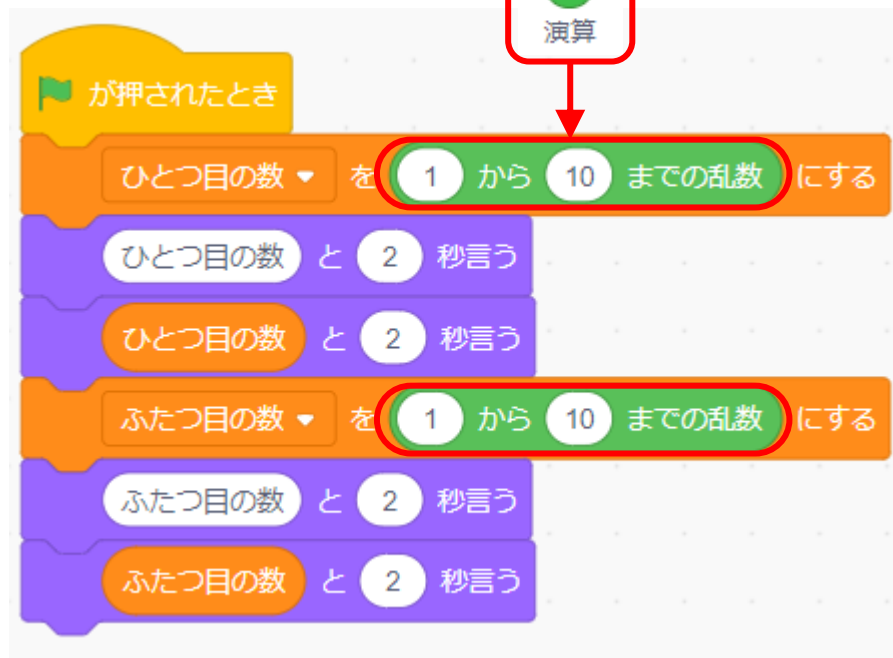 演算
が押されたとき
ひとつ目の数 を 1 から 10 までの乱数 にする
ひとつ目の数 と 2 秒言う
ひとつ目の数 と 2 秒言う
ふたつ目の数 を 1 から 10 までの乱数 にする
ふたつ目の数 と 2 秒言う
ふたつ目の数 と 2 秒言う